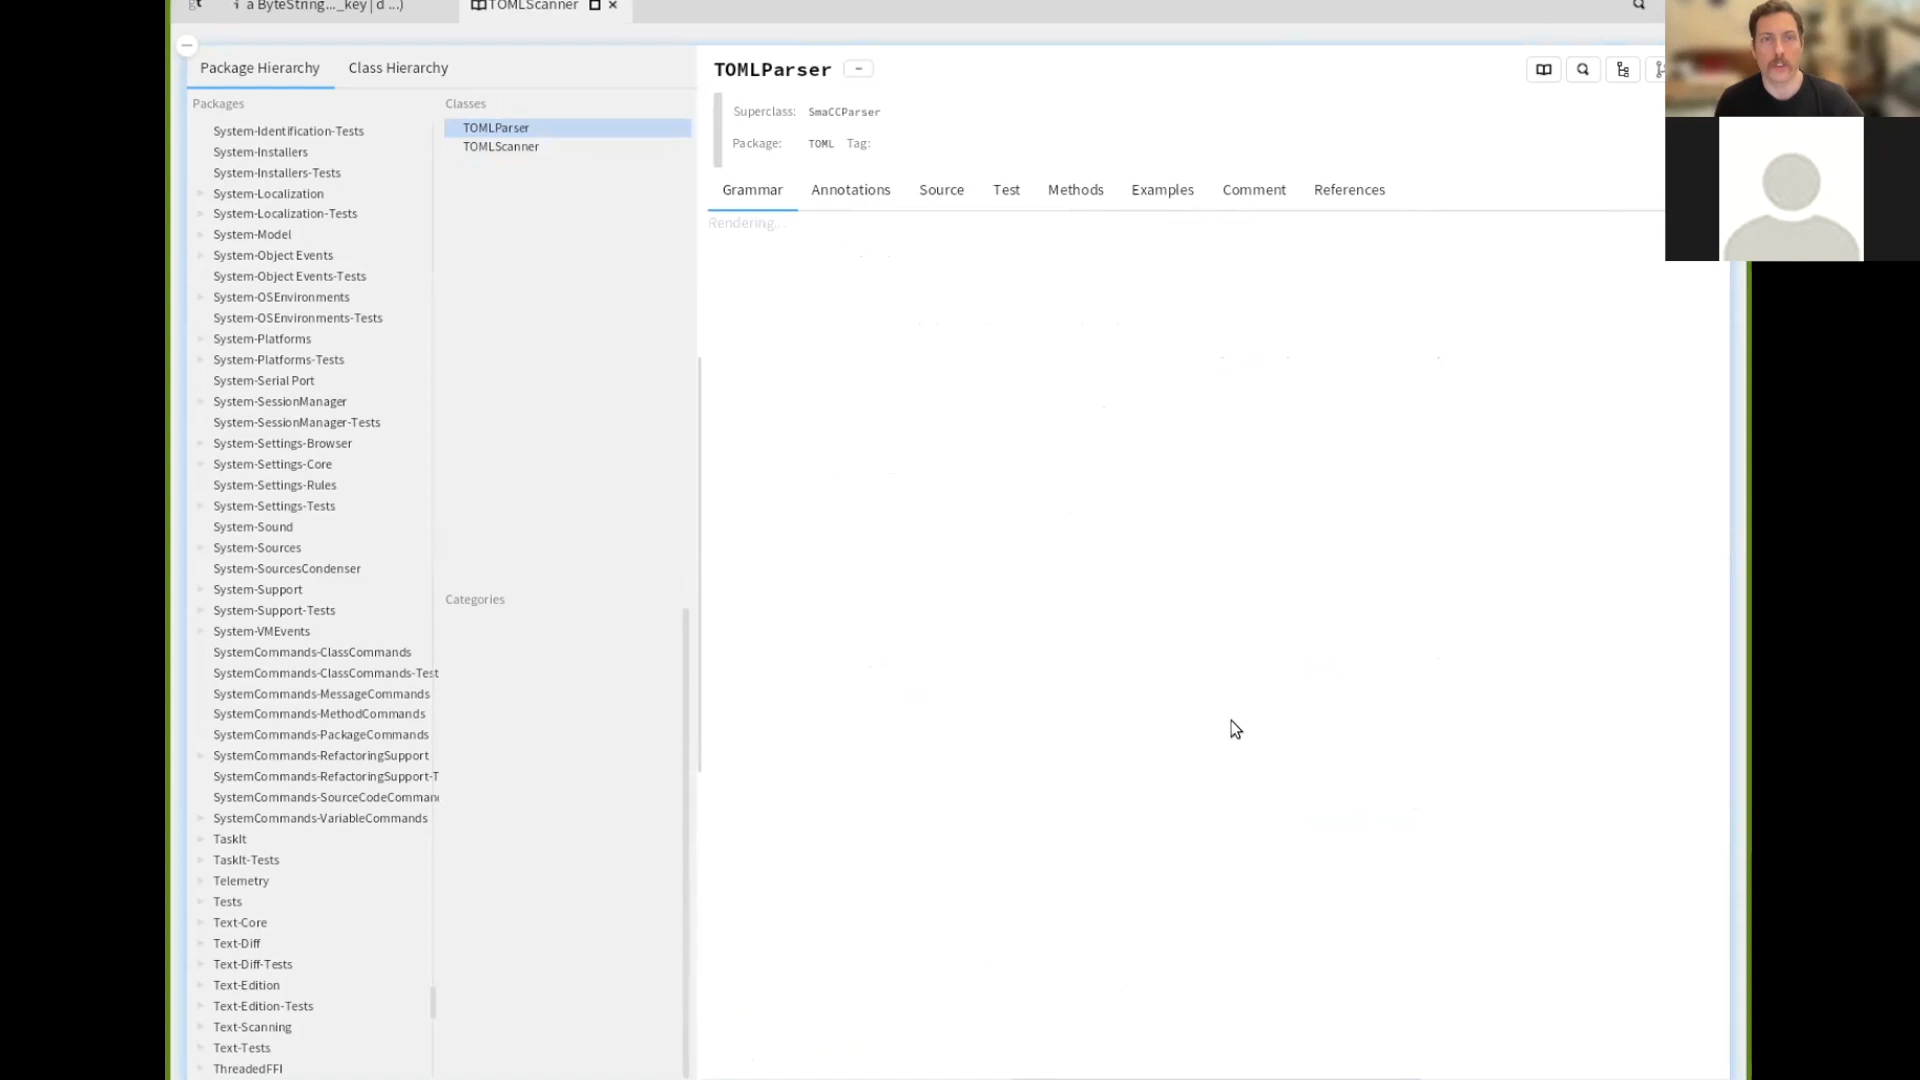 gt a ByteString..._key | d ...) TOMLScanner
Package Hierarchy Class Hierarchy
Packages
System-Identification-Tests
System-Installers
System-Installers-Tests
System-Localization
System-Localization-Tests
System-Model
System-Object Events
System-Object Events-Tests
System-OSEnvironments
System-OSEnvironments-Tests
System-Platforms
System-Platforms-Tests
System-Serial Port
System-SessionManager
System-SessionManager-Tests
System-Settings-Browser
System-Settings-Core
System-Settings-Rules
System-Settings-Tests
System-Sound
System-Sources
System-SourcesCondenser
System-Support
System-Support-Tests
System-VMEvents
SystemCommands-ClassCommands
SystemCommands-ClassCommands-Test
SystemCommands-MessageCommands
SystemCommands-MethodCommands
SystemCommands-PackageCommands
SystemCommands-RefactoringSupport
SystemCommands-RefactoringSupport-T
SystemCommands-SourceCodeComman
SystemCommands-VariableCommands
TaskIt
TaskIt-Tests
Telemetry
Tests
Text-Core
Text-Diff
Text-Diff-Tests
Text-Edition
Text-Edition-Tests
Text-Scanning
Text-Tests
ThreadedFFI
Classes
TOMLParser
TOMLScanner
Categories
TOMLParser
Superclass: SmaCCParser
Package: TOML Tag:
Grammar Annotations Source Test Methods Examples Comment References
Rendering...